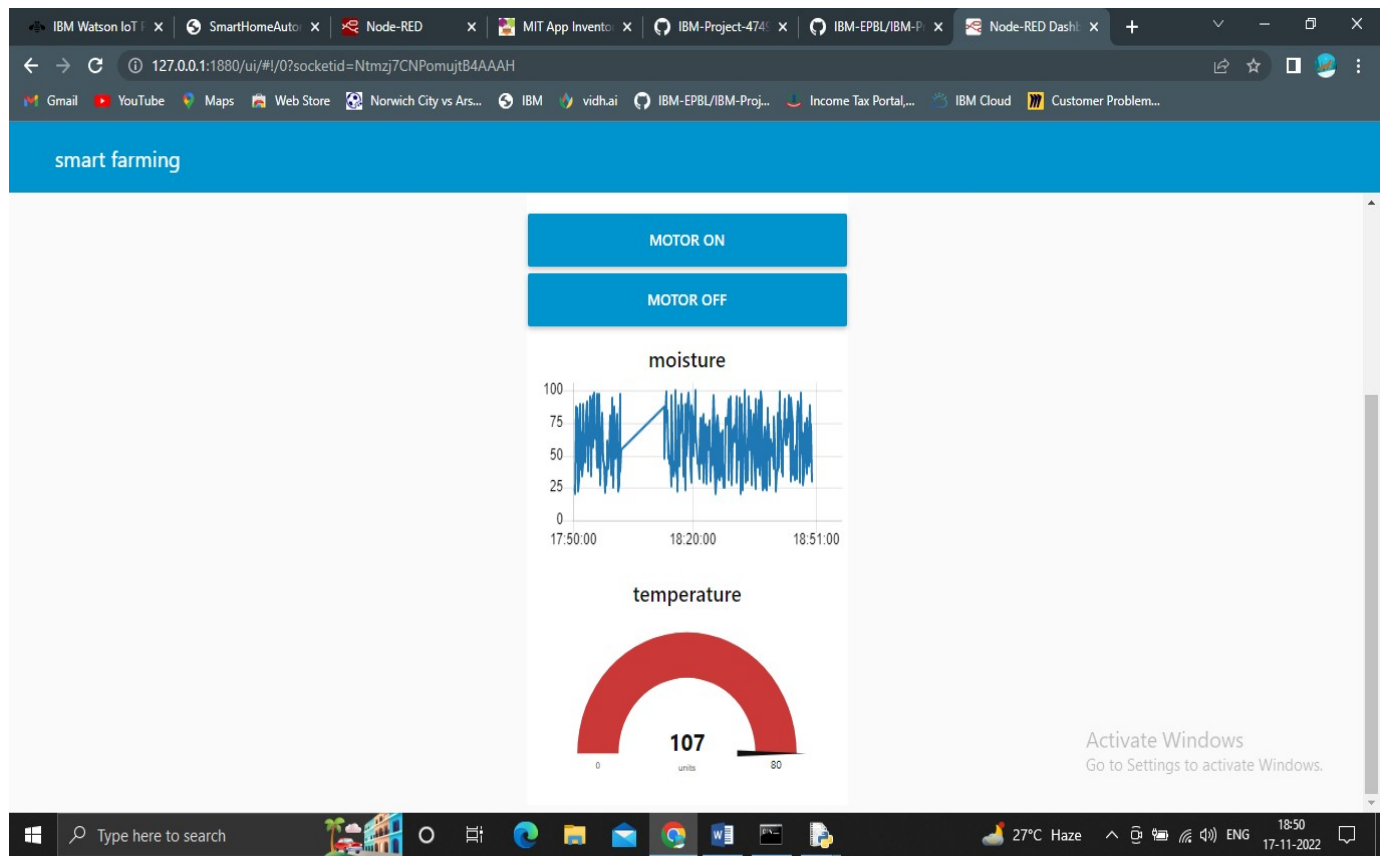 IBM Watson IoT P
SmartHomeAuto
Node-RED
MIT App Invento
IBM-Project-4749
IBM-EPBL/IBM-P
Node-RED Dash
127.0.0.1:1880/ui/#!/0?socketid=Ntmzj7CNPomujtB4AAAH
Gmail YouTube Maps Web Store Norwich City vs Ars... IBM vidh.ai IBM-EPBL/IBM-Proj... Income Tax Portal,... IBM Cloud Customer Problem...
smart farming
MOTOR ON
MOTOR OFF
moisture
100
75
50
25
0
17:50:00 18:20:00 18:51:00
temperature
107
units
0 80
Activate Windows
Go to Settings to activate Windows.
Type here to search
27°C Haze
ENG
18:50
17-11-2022